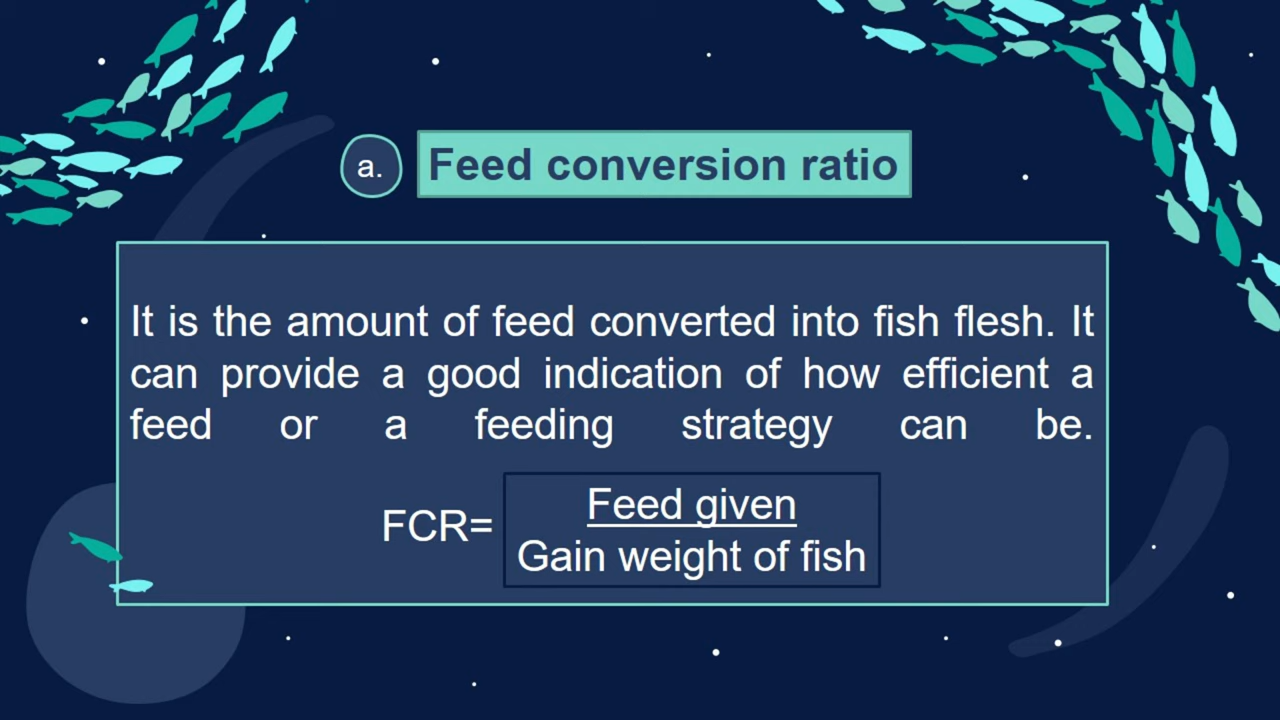 a.
Feed conversion ratio
It is the amount of feed converted into fish flesh. It
can provide a good indication of how efficient a
feed or a feeding strategy can be.
FCR=
Feed given
Gain weight of fish